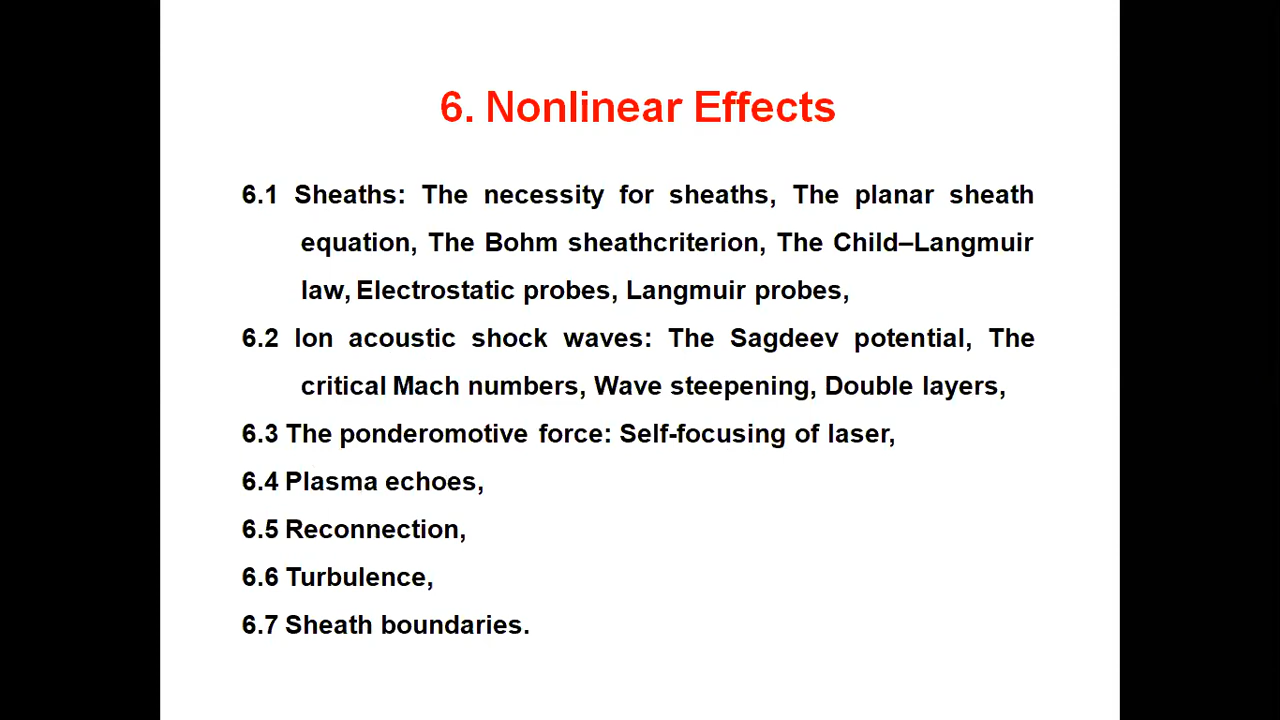 6. Nonlinear Effects
6.1 Sheaths: The necessity for sheaths, The planar sheath
equation, The Bohm sheathcriterion, The Child–Langmuir
law, Electrostatic probes, Langmuir probes,
6.2 Ion acoustic shock waves: The Sagdeev potential, The
critical Mach numbers, Wave steepening, Double layers,
6.3 The ponderomotive force: Self-focusing of laser,
6.4 Plasma echoes,
6.5 Reconnection,
6.6 Turbulence,
6.7 Sheath boundaries.